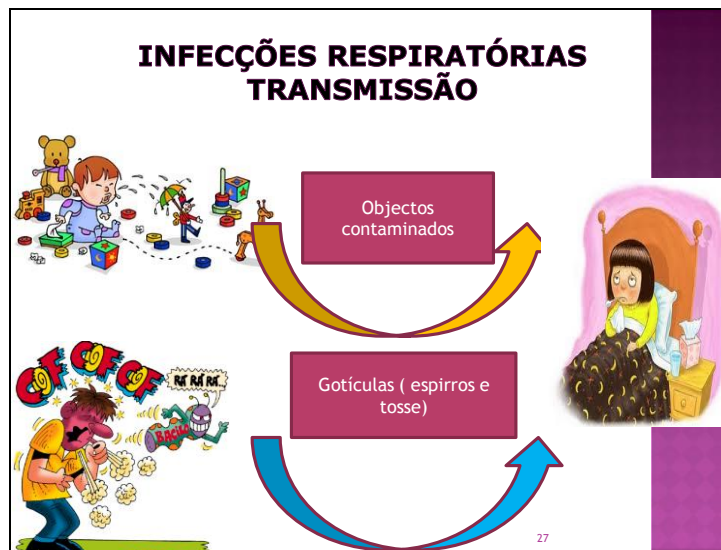 INFECÇÕES RESPIRATÓRIAS
TRANSMISSÃO
Objectos
contaminados
Gotículas ( espirros e
tosse)
COF COF COF
RÁ RÁ RÁ...
BACILO
27